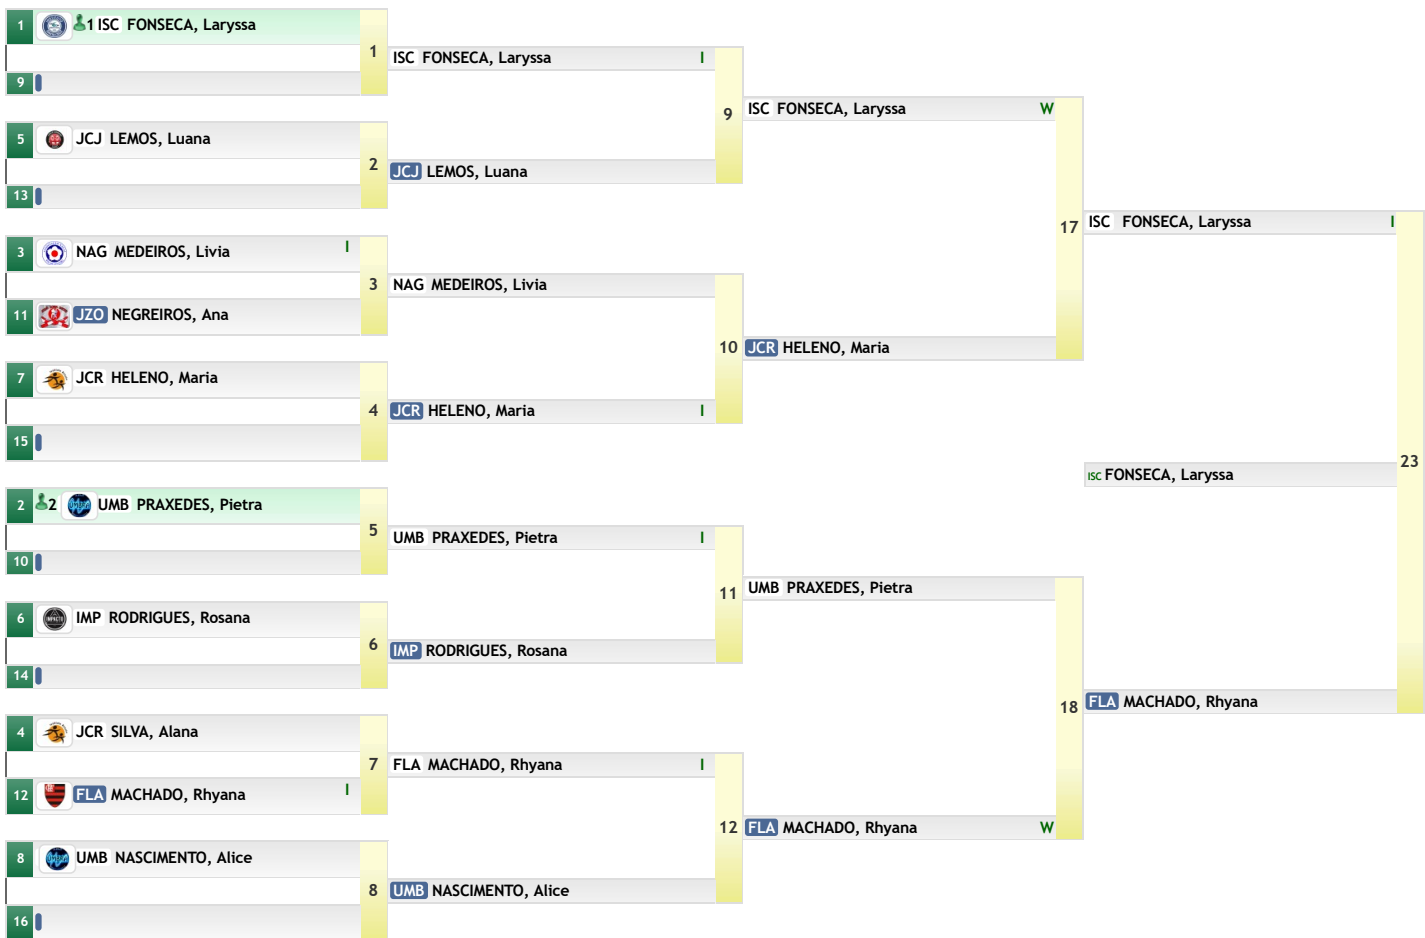 1 1 ISC FONSECA, Laryssa
1
9
ISC FONSECA, Laryssa I
9
5 JCJ LEMOS, Luana
2
13
JCJ LEMOS, Luana
ISC FONSECA, Laryssa W
17
3 NAG MEDEIROS, Livia I
3
11 JZO NEGREIROS, Ana
NAG MEDEIROS, Livia
10
7 JCR HELENO, Maria
4
15
JCR HELENO, Maria I
JCR HELENO, Maria
ISC FONSECA, Laryssa I
23
ISC FONSECA, Laryssa
2 2 UMB PRAXEDES, Pietra
5
10
UMB PRAXEDES, Pietra I
11
6 IMP RODRIGUES, Rosana
6
14
IMP RODRIGUES, Rosana
UMB PRAXEDES, Pietra
18
4 JCR SILVA, Alana
7
12 FLA MACHADO, Rhyana I
FLA MACHADO, Rhyana I
12
8 UMB NASCIMENTO, Alice
8
16
UMB NASCIMENTO, Alice
FLA MACHADO, Rhyana W
FLA MACHADO, Rhyana